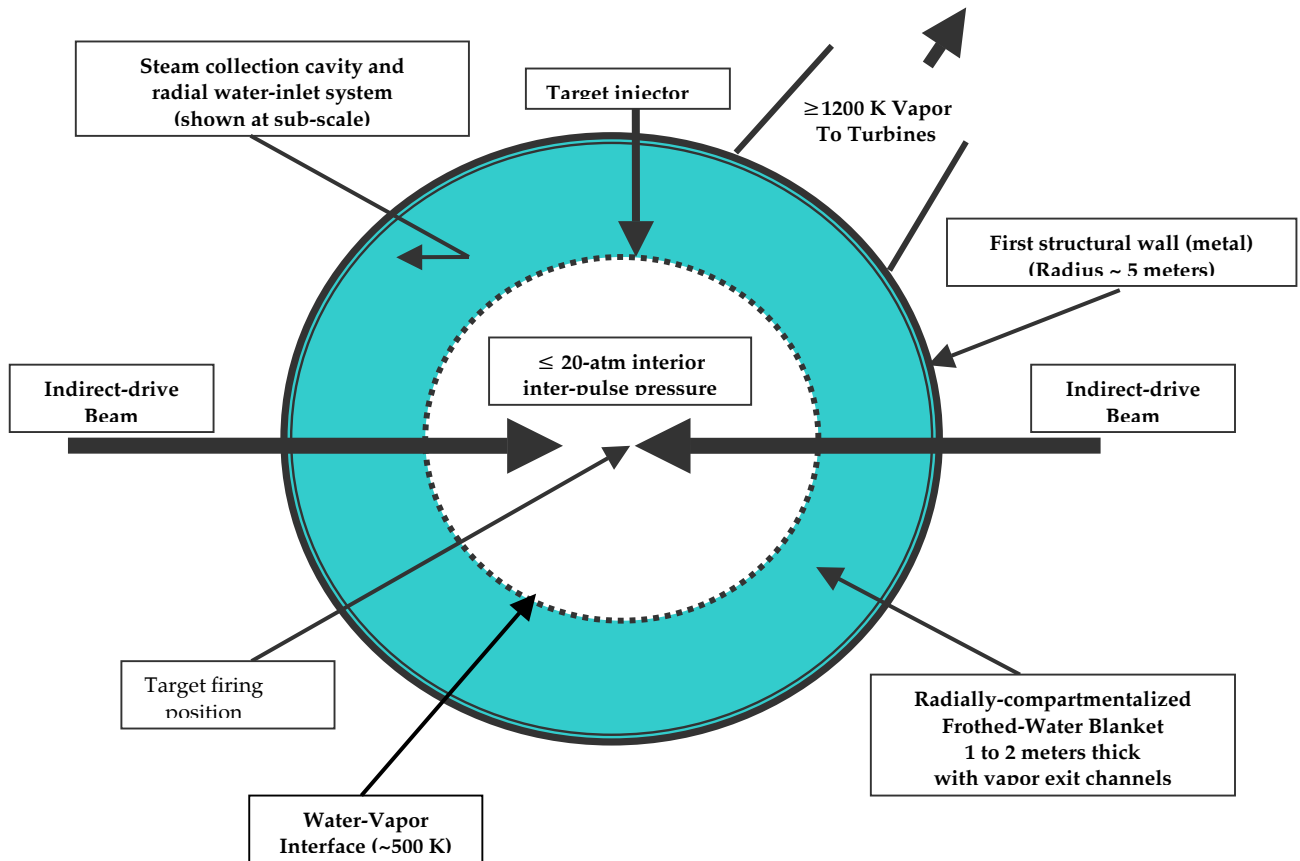 Steam collection cavity and
radial water-inlet system
(shown at sub-scale)
Target injector
≥1200 K Vapor
To Turbines
First structural wall (metal)
(Radius ~ 5 meters)
≤ 20-atm interior
inter-pulse pressure
Indirect-drive
Beam
Indirect-drive
Beam
Target firing
position
Radially-compartmentalized
Frothed-Water Blanket
1 to 2 meters thick
with vapor exit channels
Water-Vapor
Interface (~500 K)